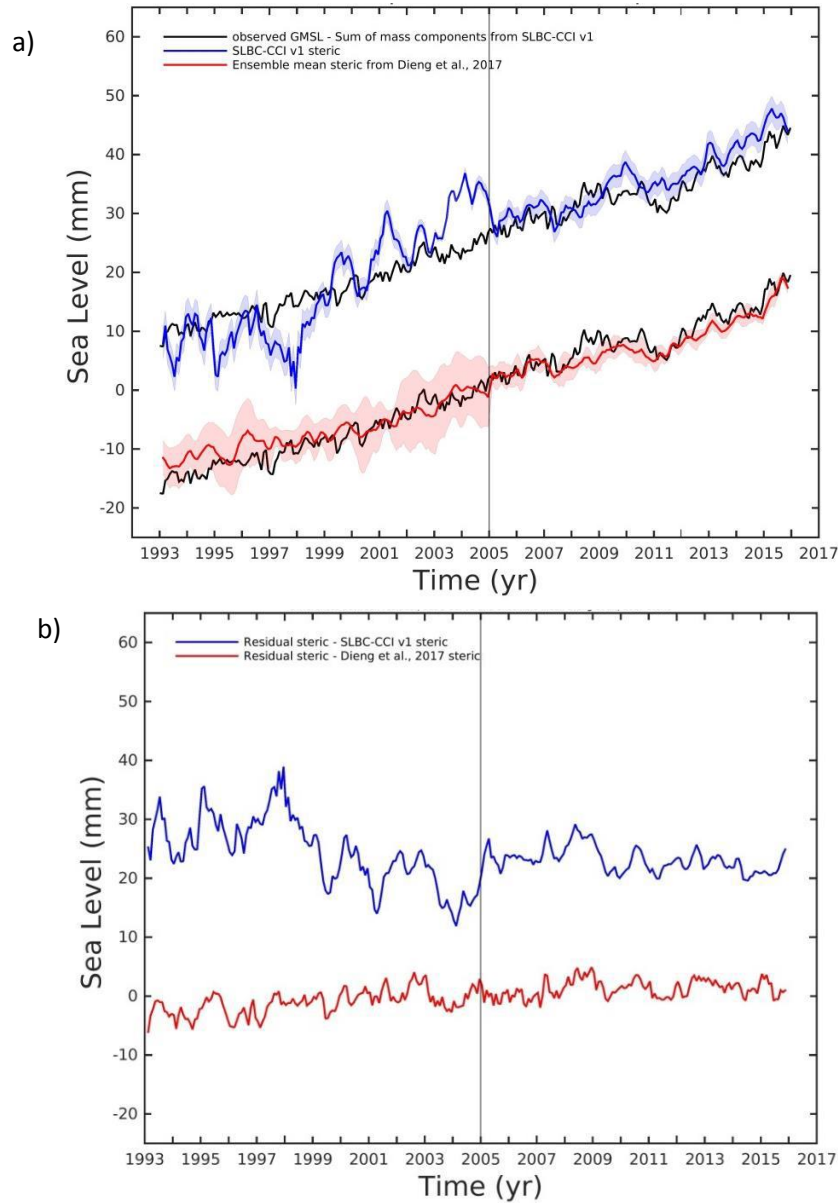 a)
observed GMSL - Sum of mass components from SLBC-CCI v1
SLBC-CCI v1 steric
Ensemble mean steric from Dieng et al., 2017
60
50
40
30
20
10
0
-10
-20
Sea Level (mm)
1993 1995 1997 1999 2001 2003 2005 2007 2009 2011 2013 2015 2017
Time (yr)
b)
Residual steric - SLBC-CCI v1 steric
Residual steric - Dieng et al., 2017 steric
60
50
40
30
20
10
0
-10
-20
Sea Level (mm)
1993 1995 1997 1999 2001 2003 2005 2007 2009 2011 2013 2015 2017
Time (yr)